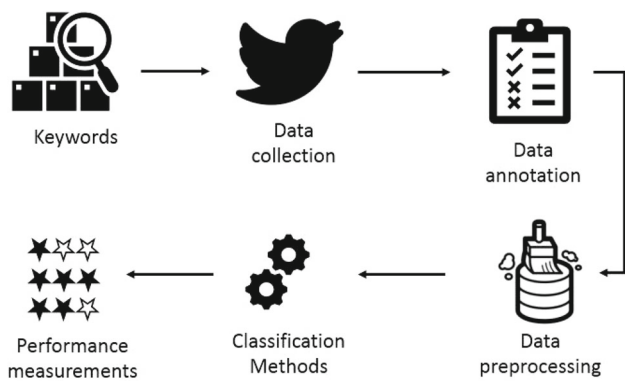 Keywords
Data
collection
Data
annotation
Data
preprocessing
Classification
Methods
Performance
measurements